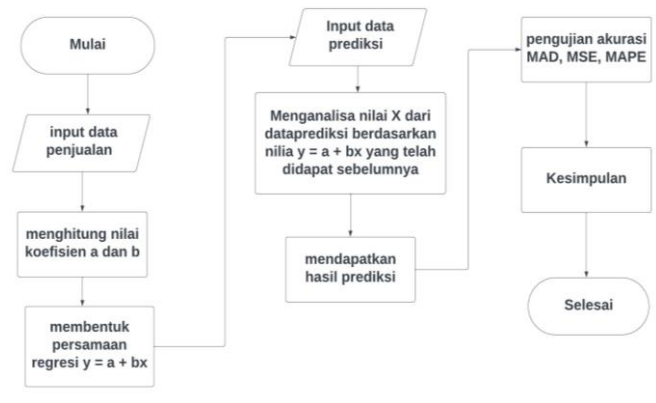 Mulai
input data
penjualan
menghitung nilai
koefisien a dan b
membentuk
persamaan
regresi y = a + bx
Input data
prediksi
Menganalisa nilai X dari
dataprediksi berdasarkan
nilia y = a + bx yang telah
didapat sebelumnya
mendapatkan
hasil prediksi
pengujian akurasi
MAD, MSE, MAPE
Kesimpulan
Selesai